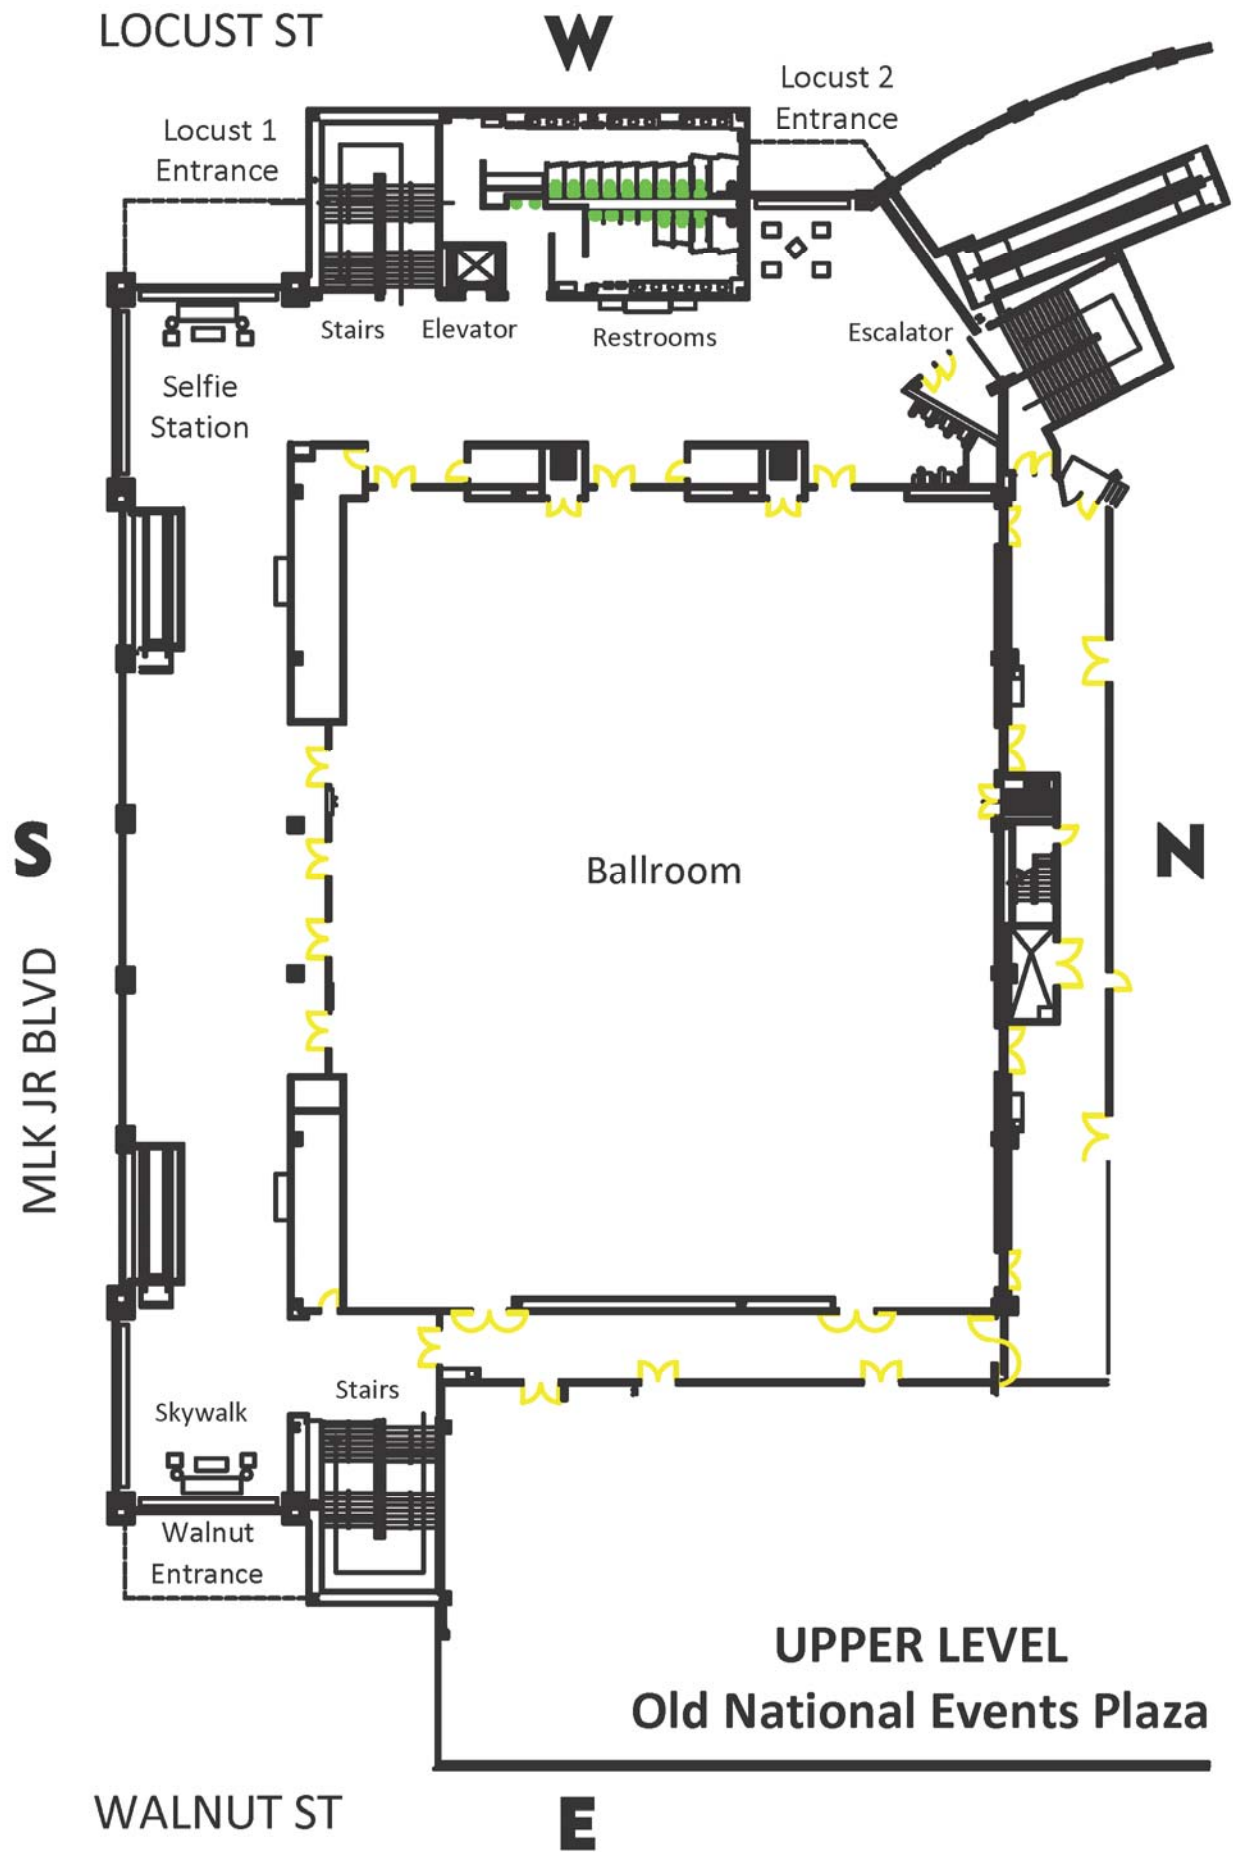 LOCUST ST
W
Locust 2
Entrance
Locust 1
Entrance
Stairs
Elevator
Restrooms
Escalator
Selfie
Station
S
Ballroom
N
MLK JR BLVD
Stairs
Skywalk
Walnut
Entrance
UPPER LEVEL
Old National Events Plaza
WALNUT ST
E